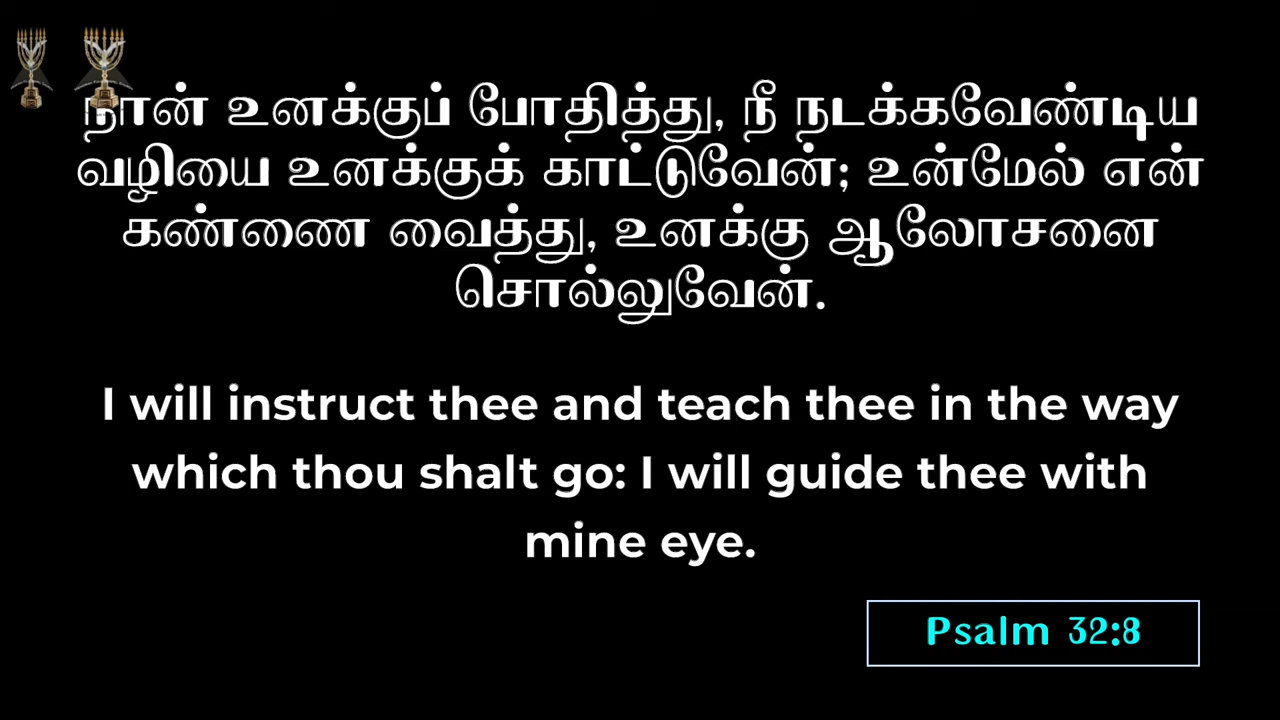 நான் உனக்குப் போதித்து, நீ நடக்கவேண்டிய
வழியை உனக்குக் காட்டுவேன்; உன்மேல் என்
கண்ணை வைத்து, உனக்கு ஆலோசனை
சொல்லுவேன்.
I will instruct thee and teach thee in the way
which thou shalt go: I will guide thee with
mine eye.
Psalm 32:8